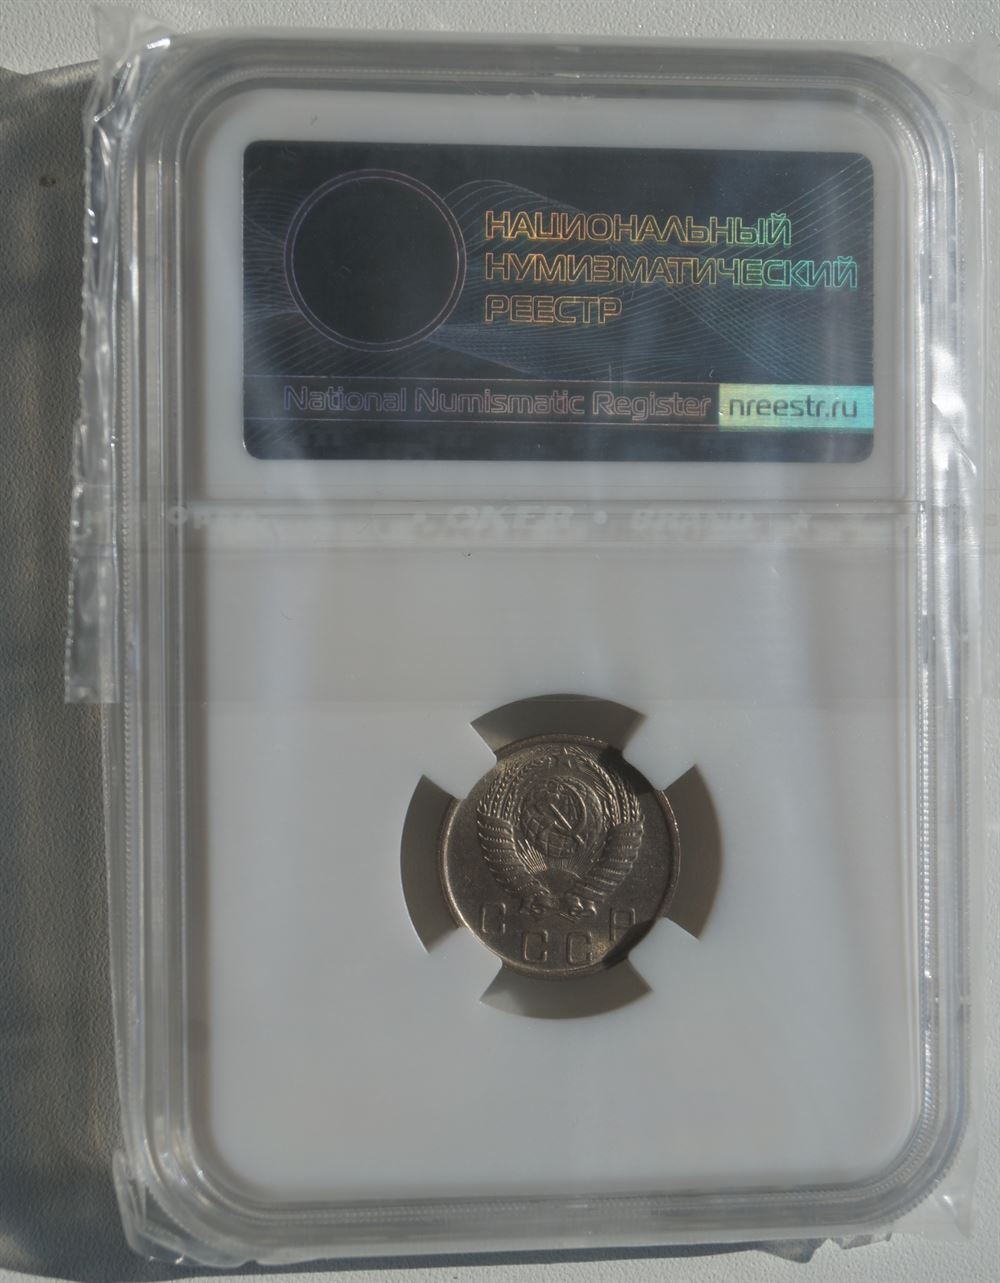 НАЦИОНАЛЬНЫЙ
НУМИЗМАТИЧЕСКИЙ
РЕЕСТР
National Numismatic Register nreestr.ru
СССР